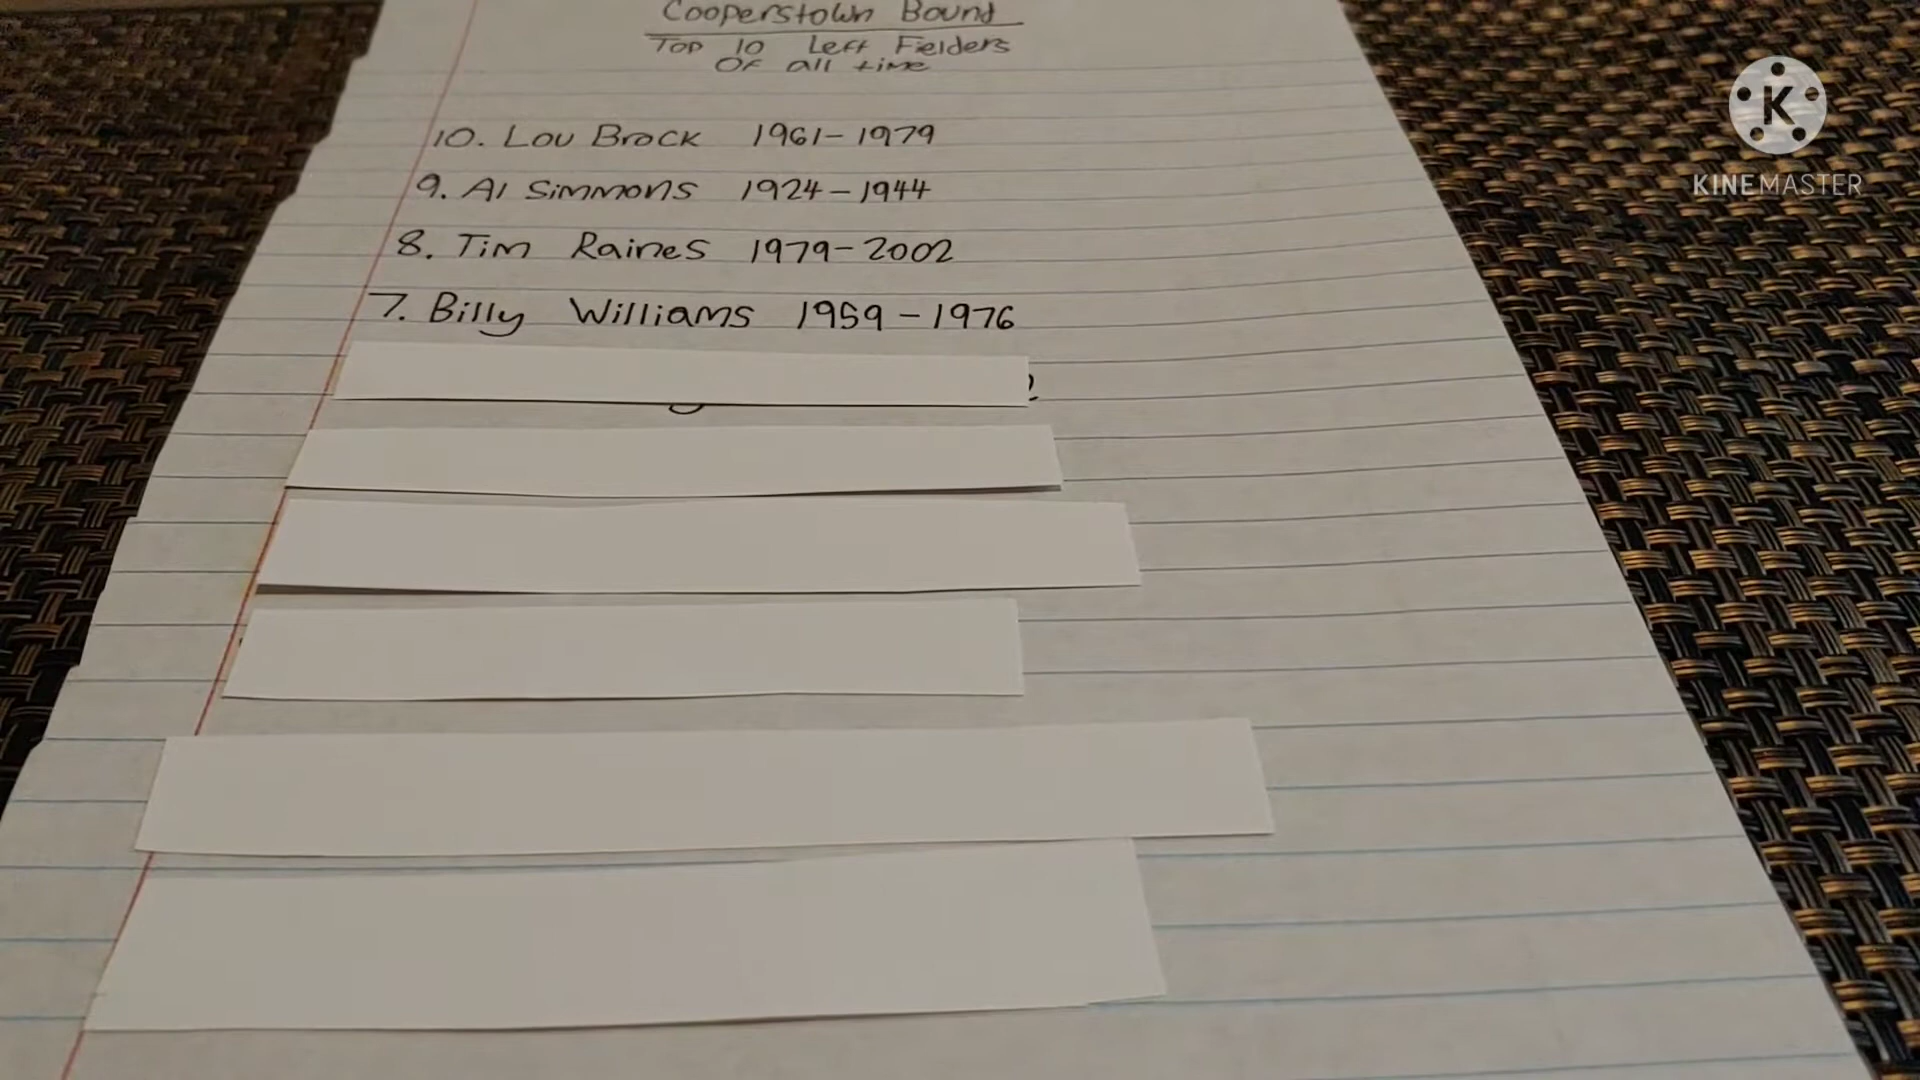 Cooperstown Bound
Top 10 Left Fielders
Of all time
10. Lou Brock 1961-1979
9. Al Simmons 1924-1944
8. Tim Raines 1979-2002
7. Billy Williams 1959-1976
K
KINEMASTER